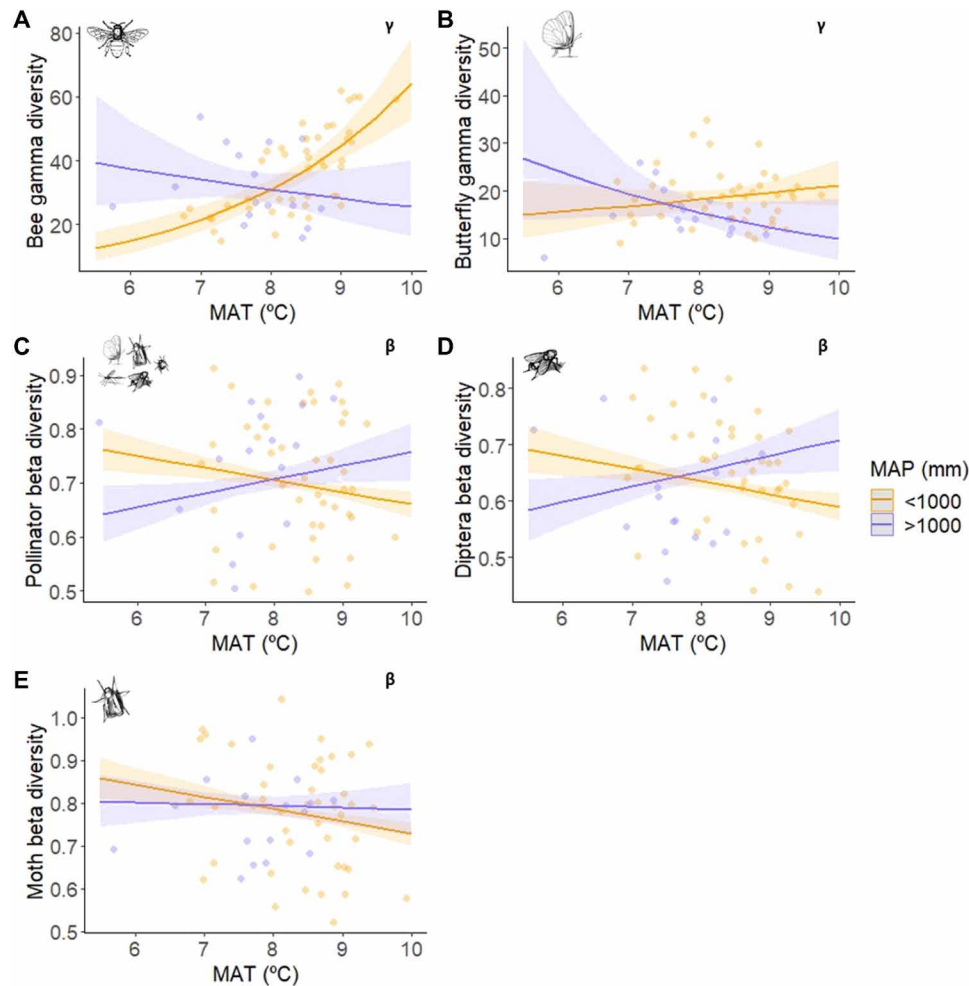 A
γ
Bee gamma diversity
80
60
40
20
6 7 8 9 10
MAT (ºC)
B
γ
Butterfly gamma diversity
50
40
30
20
10
6 7 8 9 10
MAT (ºC)
C
β
Pollinator beta diversity
0.9
0.8
0.7
0.6
0.5
6 7 8 9 10
MAT (ºC)
D
β
Diptera beta diversity
0.8
0.7
0.6
0.5
6 7 8 9 10
MAT (ºC)
MAP (mm)
<1000
>1000
E
β
Moth beta diversity
1.0
0.9
0.8
0.7
0.6
0.5
6 7 8 9 10
MAT (ºC)